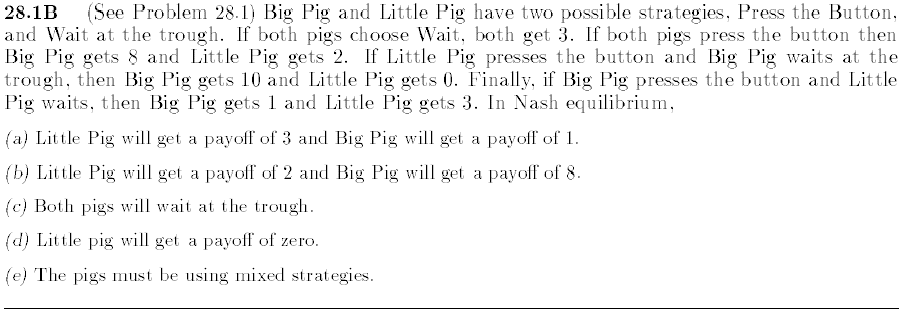 28.1B (See Problem 28.1) Big Pig and Little Pig have two possible strategies, Press the Button,
and Wait at the trough. If both pigs choose Wait, both get 3. If both pigs press the button then
Big Pig gets 8 and Little Pig gets 2. If Little Pig presses the button and Big Pig waits at the
trough, then Big Pig gets 10 and Little Pig gets 0. Finally, if Big Pig presses the button and Little
Pig waits, then Big Pig gets 1 and Little Pig gets 3. In Nash equilibrium,
(a) Little Pig will get a payoff of 3 and Big Pig will get a payoff of 1.
(b) Little Pig will get a payoff of 2 and Big Pig will get a payoff of 8.
(c) Both pigs will wait at the trough.
(d) Little pig will get a payoff of zero.
(e) The pigs must be using mixed strategies.